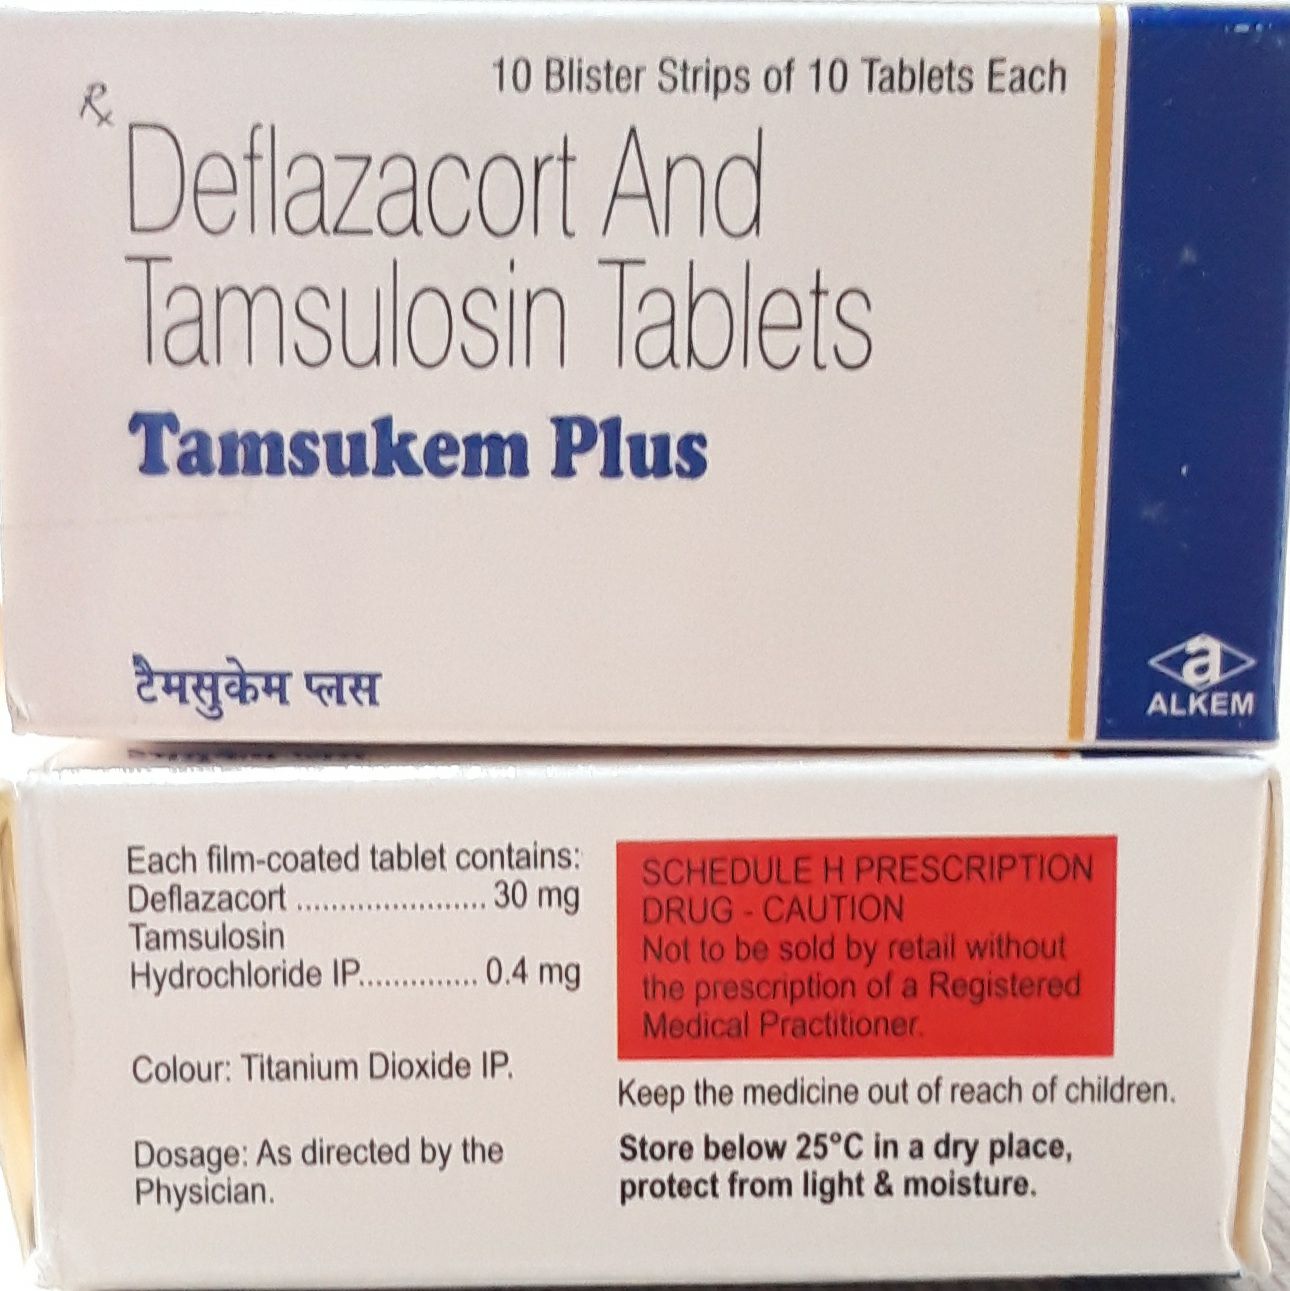 10 Blister Strips of 10 Tablets Each
Rx
Deflazacort And
Tamsulosin Tablets
Tamsukem Plus
टैमसुकेम प्लस
a
ALKEM
Each film-coated tablet contains:
Deflazacort ...................... 30 mg
Tamsulosin
Hydrochloride IP.............. 0.4 mg
Colour: Titanium Dioxide IP.
Dosage: As directed by the
Physician.
SCHEDULE H PRESCRIPTION
DRUG - CAUTION
Not to be sold by retail without
the prescription of a Registered
Medical Practitioner.
Keep the medicine out of reach of children.
Store below 25°C in a dry place,
protect from light & moisture.